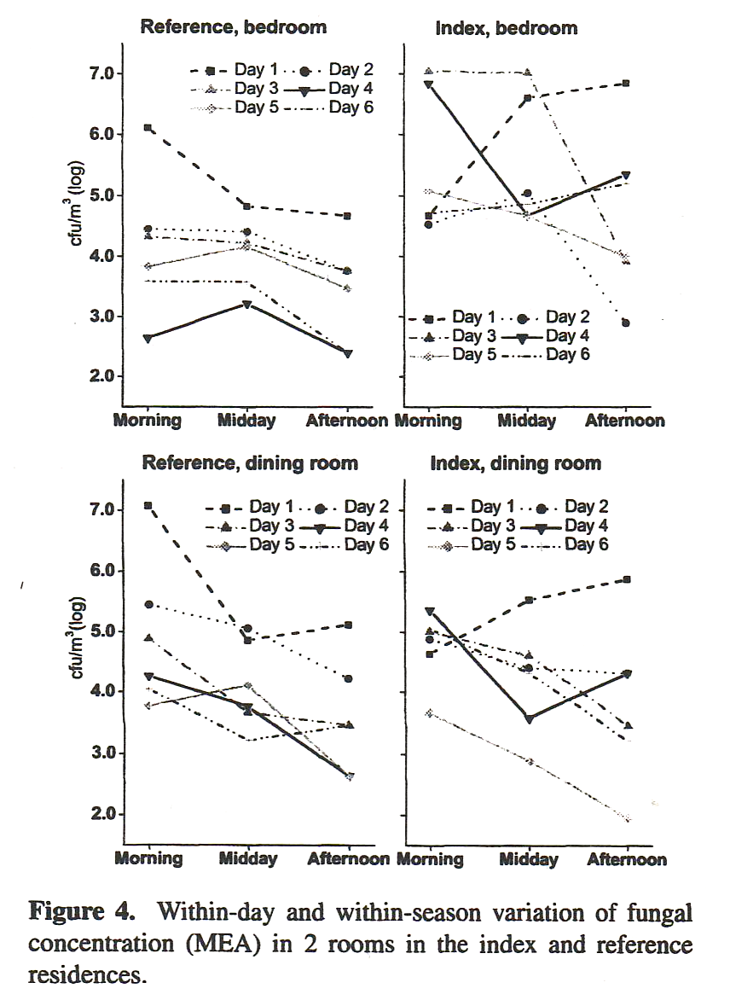 Reference, bedroom
Index, bedroom
7.0
6.0
5.0
4.0
3.0
2.0
cfu/m³ (log)
Day 1 Day 2
Day 3 Day 4
Day 5 Day 6
Day 1 Day 2
Day 3 Day 4
Day 5 Day 6
Morning Midday Afternoon Morning Midday Afternoon
Reference, dining room
Index, dining room
7.0
6.0
5.0
4.0
3.0
2.0
cfu/m³(log)
Day 1 Day 2
Day 3 Day 4
Day 5 Day 6
Day 1 Day 2
Day 3 Day 4
Day 5 Day 6
Morning Midday Afternoon Morning Midday Afternoon
Figure 4. Within-day and within-season variation of fungal
concentration (MEA) in 2 rooms in the index and reference
residences.